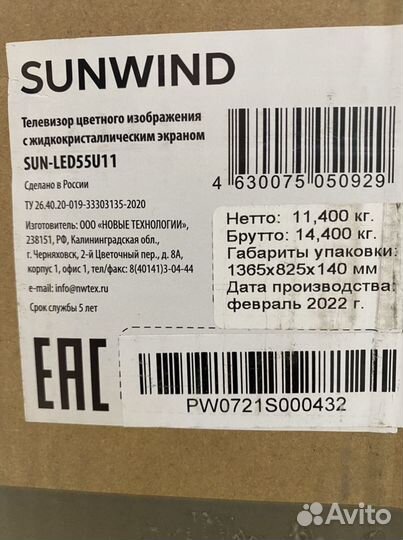 SUNWIND
Телевизор цветного изображения
с жидкокристаллическим экраном
SUN-LED55U11
Сделано в России
ТУ 26.40.20-019-33303135-2020
Изготовитель: ООО «НОВЫЕ ТЕХНОЛОГИИ»,
238151, РФ, Калининградская обл.,
г. Черняховск, 2-й Цветочный пер., д. 8А,
корпус 1, офис 1, тел/факс: 8(40141)3-04-44
e-mail: info@nwtex.ru
Срок службы 5 лет
4 630075 050929
Нетто: 11,400 кг.
Брутто: 14,400 кг.
Габариты упаковки:
1365x825x140 мм
Дата производства:
февраль 2022 г.
EAC
PW0721S000432
Avito